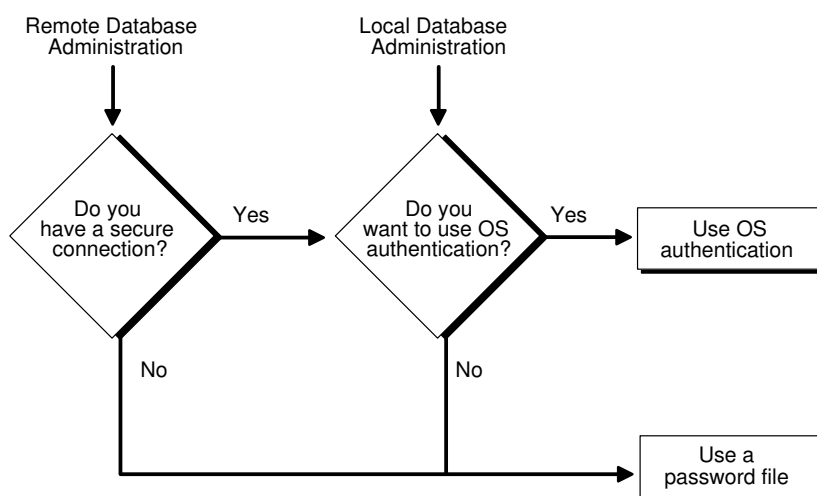 Remote Database
Administration
Local Database
Administration
Do you
have a secure
connection?
Yes
Do you
want to use OS
authentication?
Yes
Use OS
authentication
No
No
Use a
password file